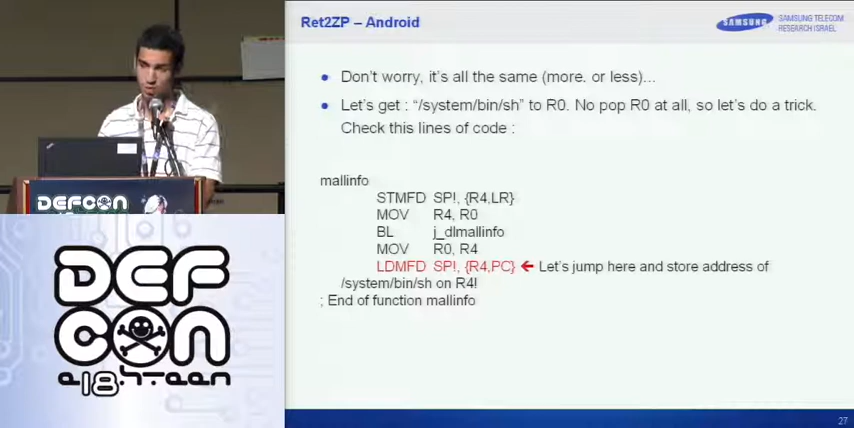 Ret2ZP – Android
SAMSUNG
SAMSUNG TELECOM
RESEARCH ISRAEL
• Don't worry, it's all the same (more. or less)…
• Let's get : "/system/bin/sh" to R0. No pop R0 at all, so let's do a trick.
Check this lines of code :
mallinfo
STMFD SP!, {R4,LR}
MOV R4, R0
BL j_dlmallinfo
MOV R0, R4
LDMFD SP!, {R4,PC} ← Let's jump here and store address of
/system/bin/sh on R4!
; End of function mallinfo
27
DEFCON
DEF
CON
e18.hteen